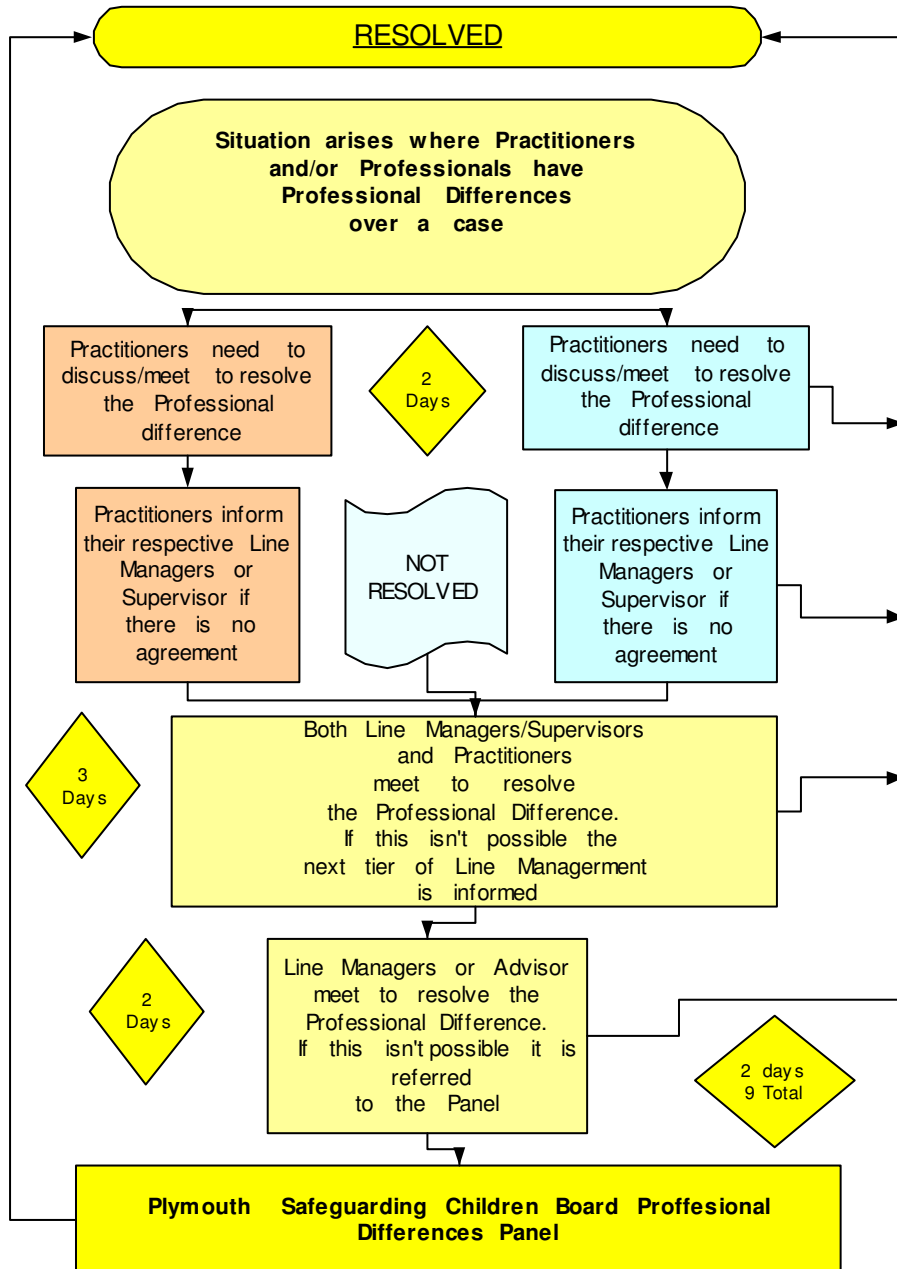 RESOLVED
Situation arises where Practitioners
and/or Professionals have
Professional Differences
over a case
Practitioners need to
discuss/meet to resolve
the Professional
difference
2
Days
Practitioners need to
discuss/meet to resolve
the Professional
difference
Practitioners inform
their respective Line
Managers or
Supervisor if
there is no
agreement
NOT
RESOLVED
Practitioners inform
their respective Line
Managers or
Supervisor if
there is no
agreement
3
Days
Both Line Managers/Supervisors
and Practitioners
meet to resolve
the Professional Difference.
If this isn't possible the
next tier of Line Managerment
is informed
2
Days
Line Managers or Advisor
meet to resolve the
Professional Difference.
If this isn't possible it is
referred
to the Panel
2 days
9 Total
Plymouth Safeguarding Children Board Proffesional
Differences Panel